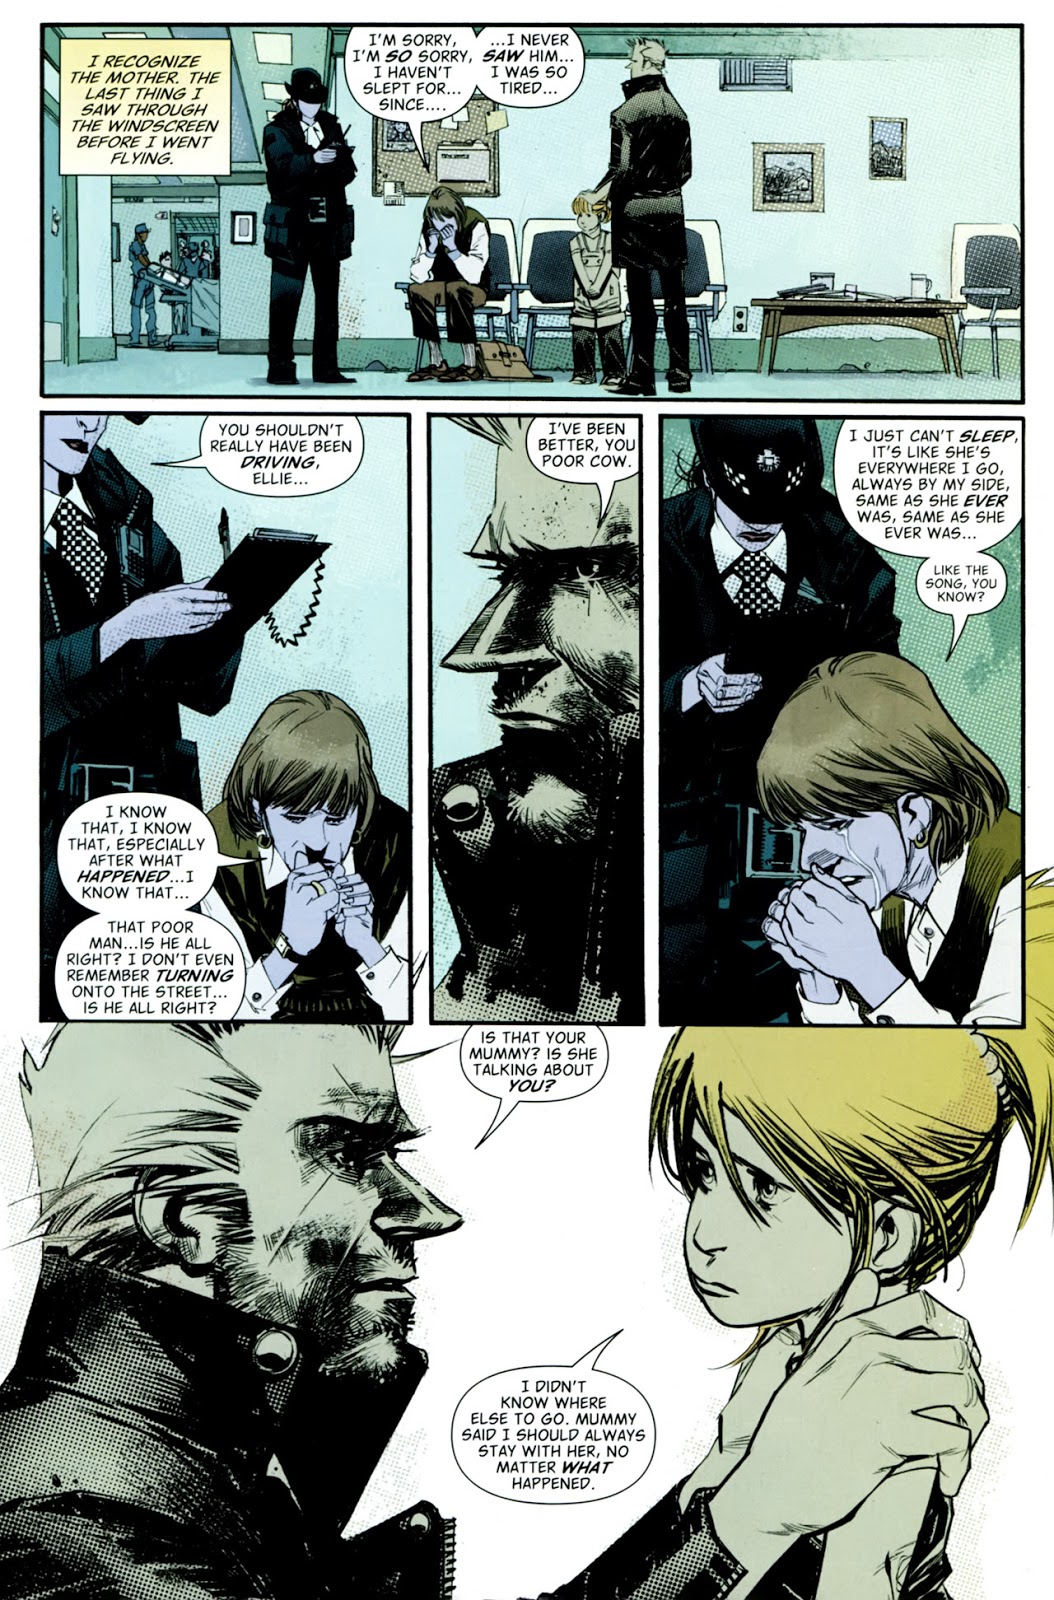 I RECOGNIZE
THE MOTHER. THE
LAST THING I
SAW THROUGH
THE WINDSCREEN
BEFORE I WENT
FLYING.
I'M SORRY,
I'M SO SORRY,
I HAVEN'T
SLEPT FOR...
SINCE....
...I NEVER
SAW HIM...
I WAS SO
TIRED...
YOU SHOULDN'T
REALLY HAVE BEEN
DRIVING,
ELLIE...
I KNOW
THAT, I KNOW
THAT, ESPECIALLY
AFTER WHAT
HAPPENED...I
KNOW THAT...
THAT POOR
MAN...IS HE ALL
RIGHT? I DON'T EVEN
REMEMBER TURNING
ONTO THE STREET...
IS HE ALL RIGHT?
I'VE BEEN
BETTER, YOU
POOR COW.
I JUST CAN'T SLEEP,
IT'S LIKE SHE'S
EVERYWHERE I GO,
ALWAYS BY MY SIDE,
SAME AS SHE EVER
WAS, SAME AS SHE
EVER WAS...
LIKE THE
SONG, YOU
KNOW?
IS THAT YOUR
MUMMY? IS SHE
TALKING ABOUT
YOU?
I DIDN'T
KNOW WHERE
ELSE TO GO. MUMMY
SAID I SHOULD ALWAYS
STAY WITH HER, NO
MATTER WHAT
HAPPENED.